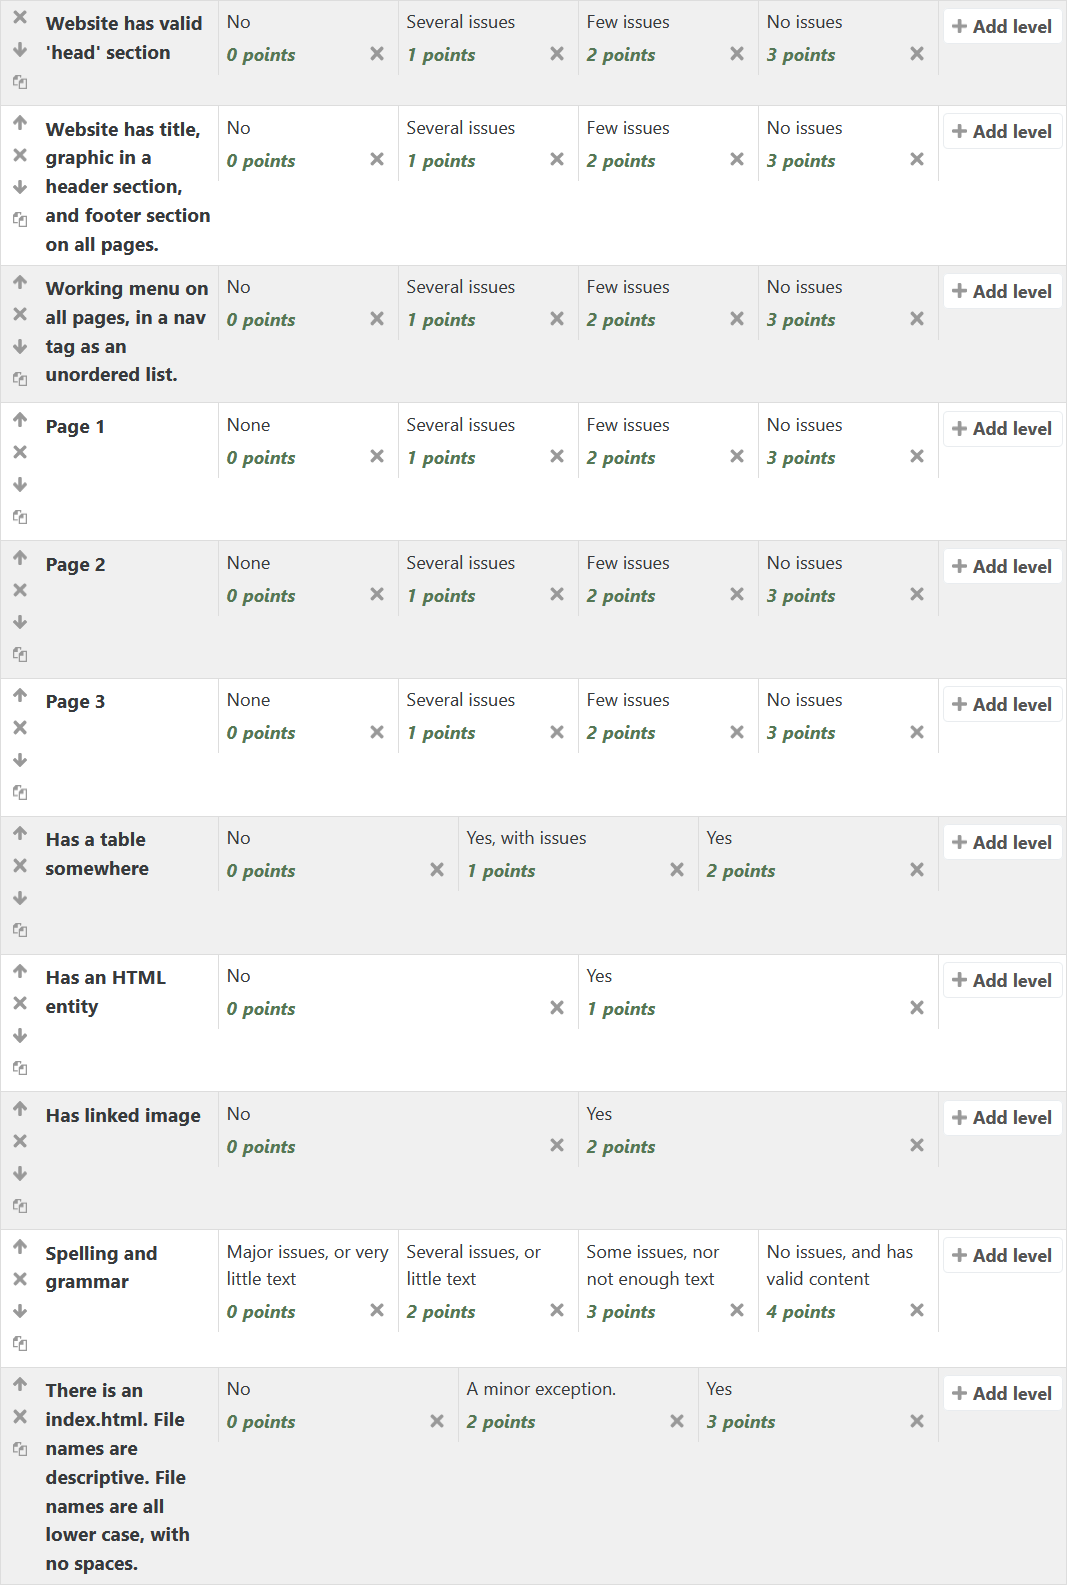 Website has valid
'head' section
No
0 points
Several issues
1 points
Few issues
2 points
No issues
3 points
Add level
Website has title,
graphic in a
header section,
and footer section
on all pages.
No
0 points
Several issues
1 points
Few issues
2 points
No issues
3 points
Add level
Working menu on
all pages, in a nav
tag as an
unordered list.
No
0 points
Several issues
1 points
Few issues
2 points
No issues
3 points
Add level
Page 1
None
0 points
Several issues
1 points
Few issues
2 points
No issues
3 points
Add level
Page 2
None
0 points
Several issues
1 points
Few issues
2 points
No issues
3 points
Add level
Page 3
None
0 points
Several issues
1 points
Few issues
2 points
No issues
3 points
Add level
Has a table
somewhere
No
0 points
Yes, with issues
1 points
Yes
2 points
Add level
Has an HTML
entity
No
0 points
Yes
1 points
Add level
Has linked image
No
0 points
Yes
2 points
Add level
Spelling and
grammar
Major issues, or very
little text
0 points
Several issues, or
little text
2 points
Some issues, nor
not enough text
3 points
No issues, and has
valid content
4 points
Add level
There is an
index.html. File
names are
descriptive. File
names are all
lower case, with
no spaces.
No
0 points
A minor exception.
2 points
Yes
3 points
Add level